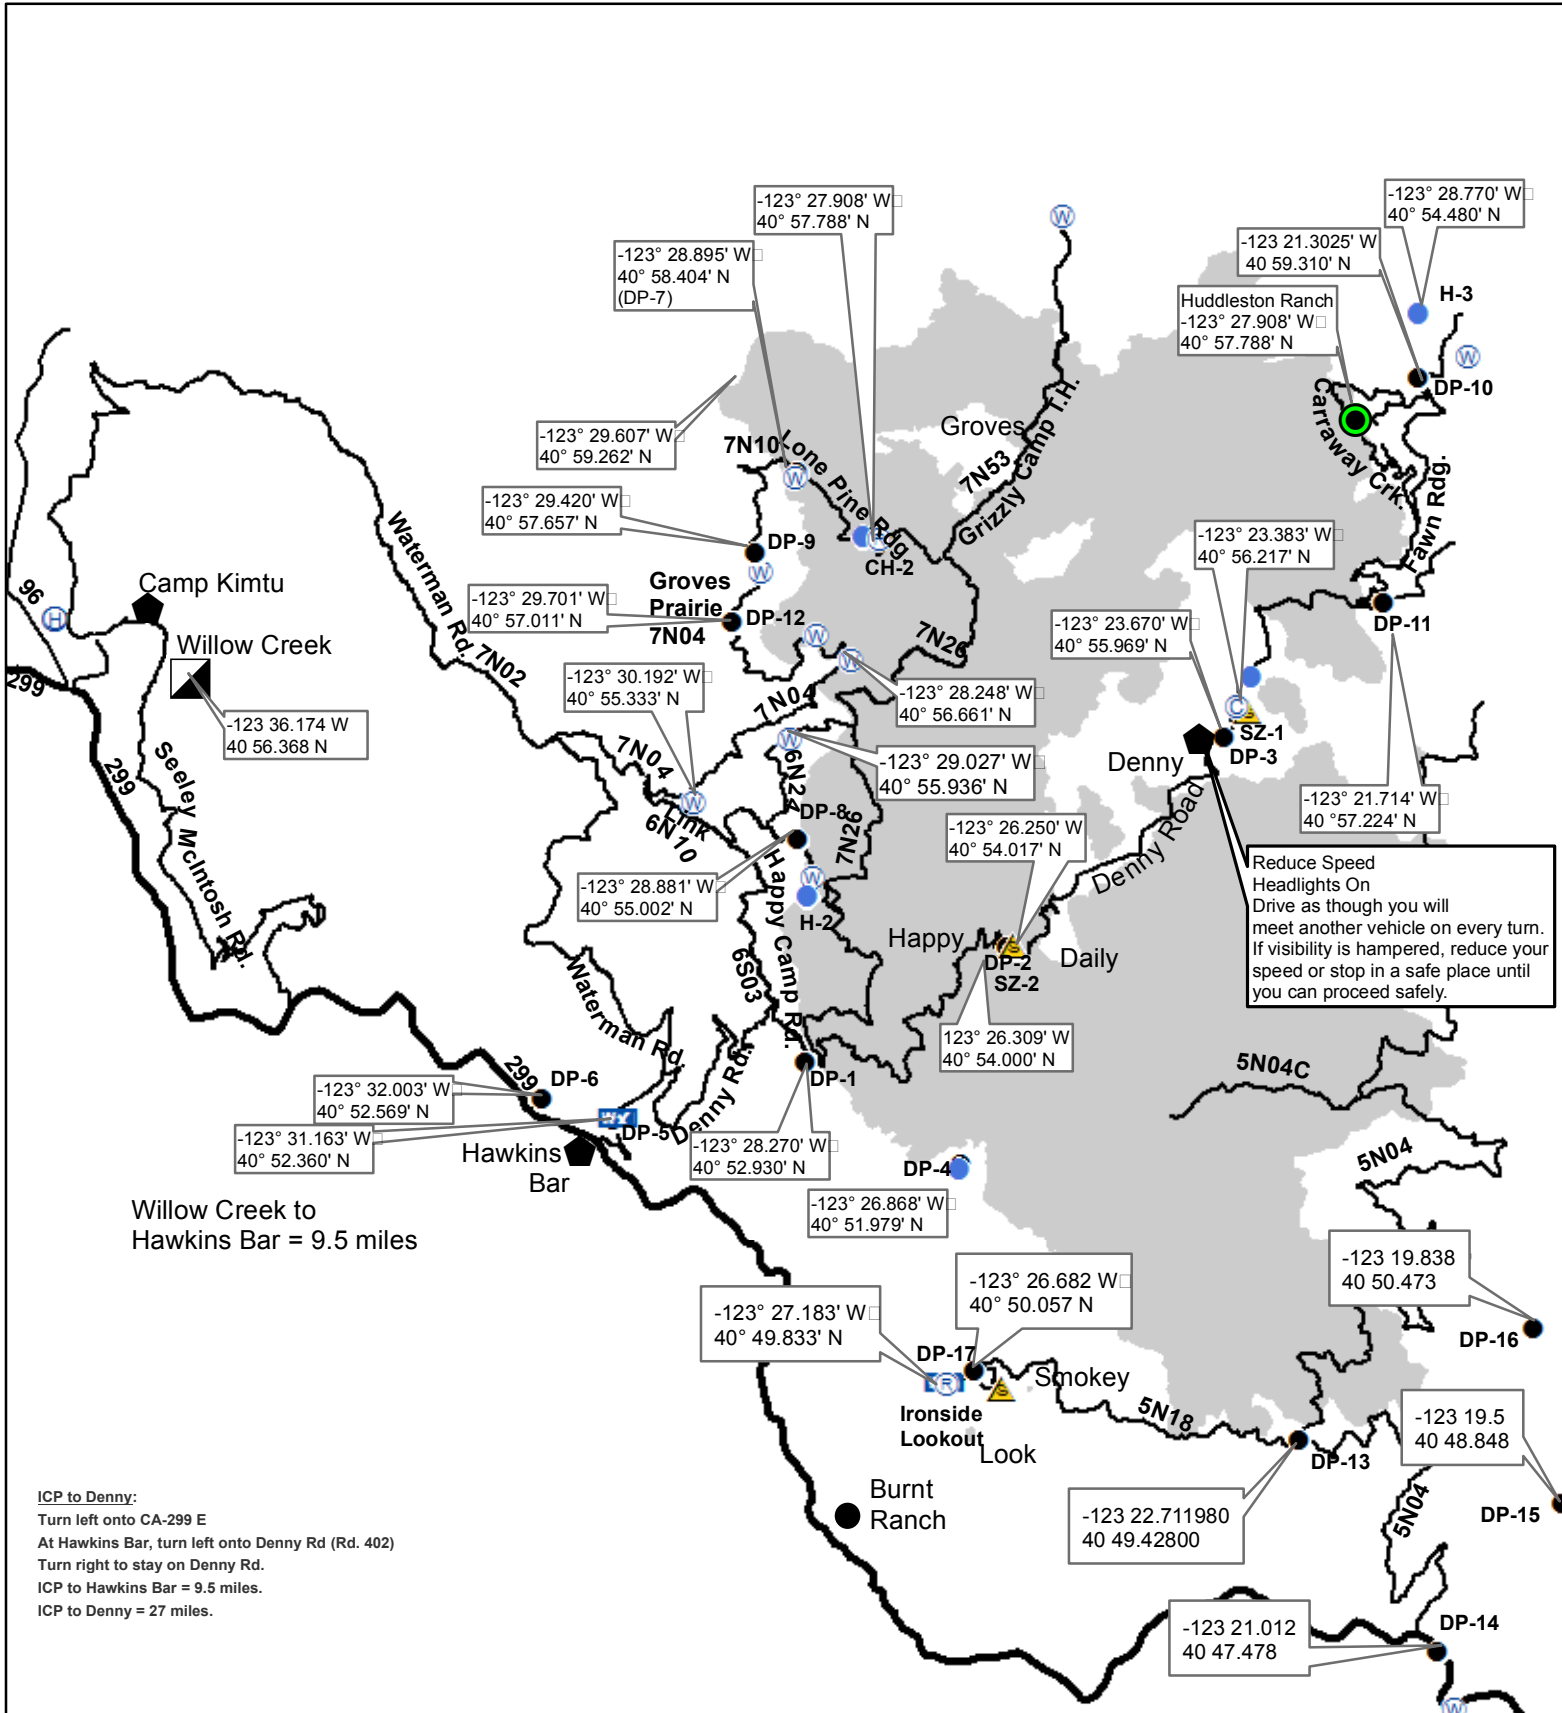 -123° 28.770' W
40° 54.480' N
-123° 27.908' W
40° 57.788' N
-123 21.3025' W
40 59.310' N
-123° 28.895' W
40° 58.404' N
(DP-7)
W
H-3
Huddleston Ranch
-123° 27.908' W
40° 57.788' N
W
DP-10
Carraway Crk.
Fawn Rdg.
-123° 29.607' W
40° 59.262' N
7N10
Lone Pine Rdg
W
Groves
7N53
Grizzly Camp T.H.
-123° 29.420' W
40° 57.657' N
DP-9
W
CH-2
-123° 23.383' W
40° 56.217' N
Waterman Rd.
7N02
96
H
Camp Kimtu
Groves
Prairie
7N04
-123° 29.701' W
40° 57.011' N
DP-12
W
W
7N26
-123° 23.670' W
40° 55.969' N
DP-11
Willow Creek
299
-123 36.174 W
40 56.368 N
-123° 30.192' W
40° 55.333' N
-123° 28.248' W
40° 56.661' N
7N04
W
C
S
SZ-1
DP-3
Denny
299
Seeley McIntosh Rd.
7N04
Link
6N10
W
6N24
-123° 29.027' W
40° 55.936' N
DP-8
7N26
-123° 26.250' W
40° 54.017' N
Denny Road
-123° 21.714' W
40 °57.224' N
Reduce Speed
Headlights On
Drive as though you will
meet another vehicle on every turn.
If visibility is hampered, reduce your
speed or stop in a safe place until
you can proceed safely.
-123° 28.881' W
40° 55.002' N
W
H-2
Happy Camp Rd.
6S03
Happy
S
DP-2
SZ-2
Daily
Waterman Rd.
123° 26.309' W
40° 54.000' N
5N04C
299
DP-6
-123° 32.003' W
40° 52.569' N
DP-1
Denny Rd.
DP-5
-123° 31.163' W
40° 52.360' N
Hawkins
Bar
-123° 28.270' W
40° 52.930' N
DP-4
-123° 26.868' W
40° 51.979' N
5N04
Willow Creek to
Hawkins Bar = 9.5 miles
-123 19.838
40 50.473
DP-16
-123° 26.682 W
40° 50.057 N
-123° 27.183' W
40° 49.833' N
DP-17
R
S
Smokey
Ironside
Lookout
Look
5N18
DP-13
-123 19.5
40 48.848
DP-15
Burnt
Ranch
-123 22.711980
40 49.42800
5N04
ICP to Denny:
Turn left onto CA-299 E
At Hawkins Bar, turn left onto Denny Rd (Rd. 402)
Turn right to stay on Denny Rd.
ICP to Hawkins Bar = 9.5 miles.
ICP to Denny = 27 miles.
-123 21.012
40 47.478
DP-14
W